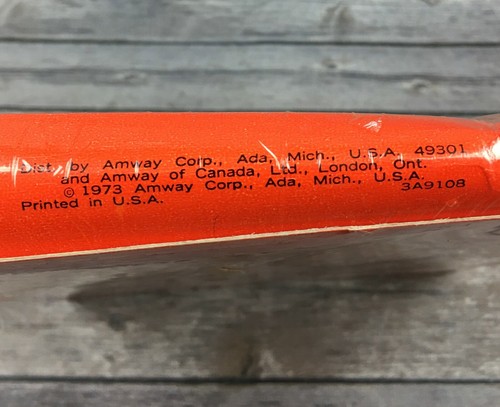 Dist. by Amway Corp., Ada, Mich., U.S.A. 49301
and Amway of Canada, Ltd., London, Ont.
© 1973 Amway Corp., Ada, Mich., U.S.A.
Printed in U.S.A.
3A9108